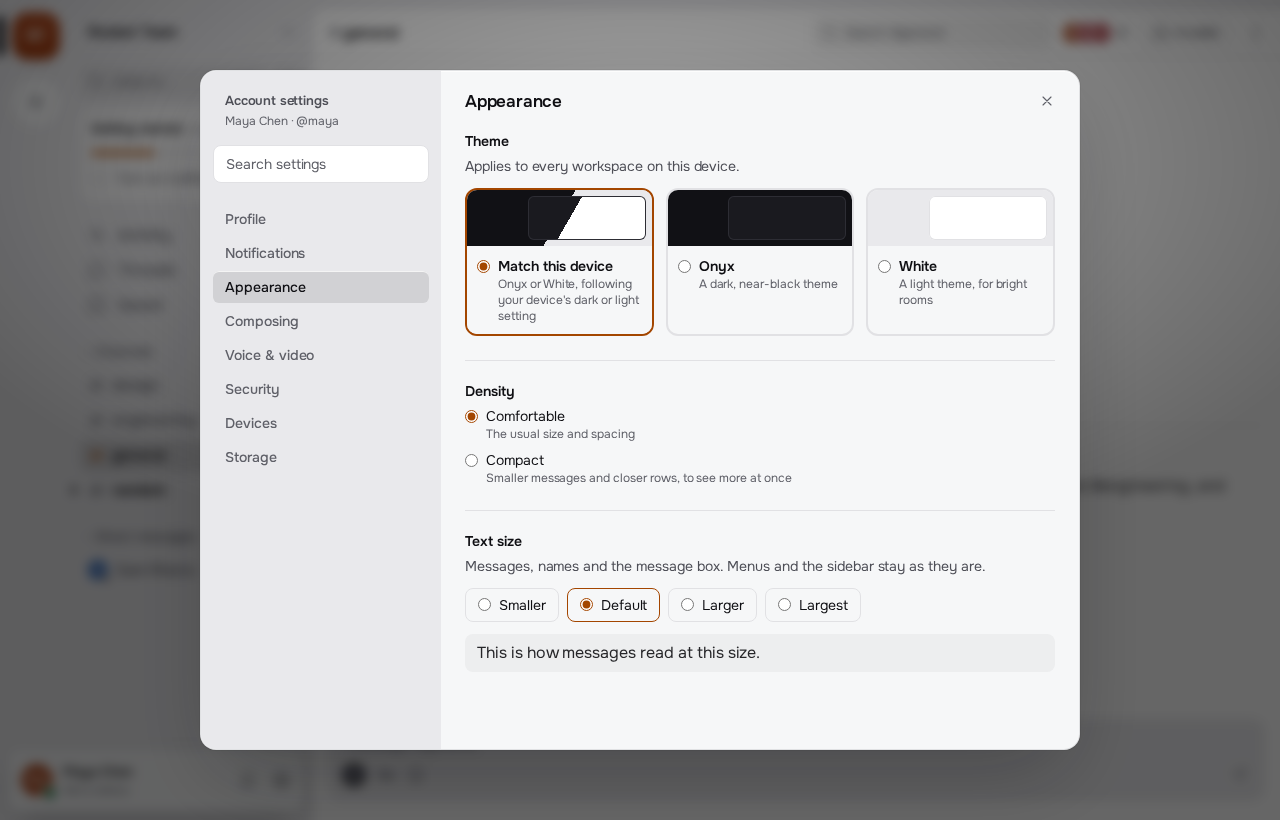 Account settings
Maya Chen · @maya
Search settings
Profile
Notifications
Appearance
Composing
Voice & video
Security
Devices
Storage
Appearance
Theme
Applies to every workspace on this device.
Match this device
Onyx or White, following
your device's dark or light
setting
Onyx
A dark, near-black theme
White
A light theme, for bright
rooms
Density
Comfortable
The usual size and spacing
Compact
Smaller messages and closer rows, to see more at once
Text size
Messages, names and the message box. Menus and the sidebar stay as they are.
Smaller
Default
Larger
Largest
This is how messages read at this size.